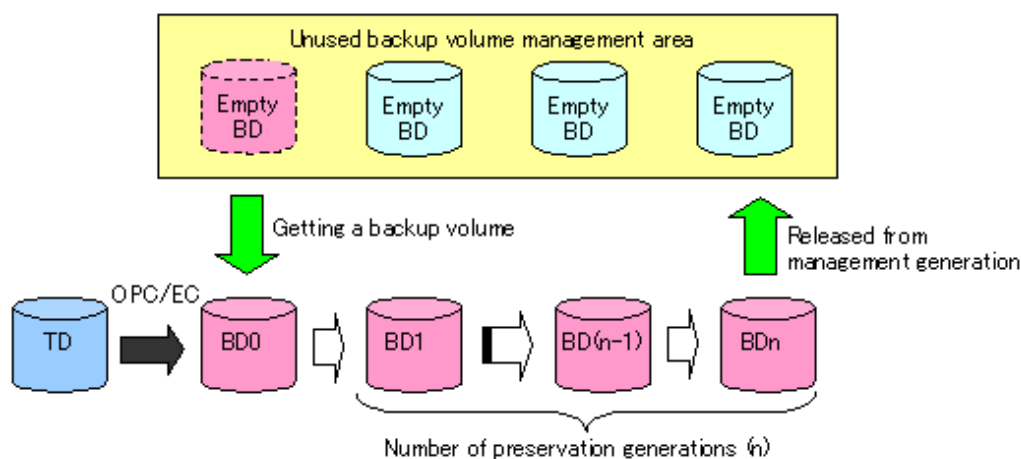 Unused backup volume management area
Empty
BD
Empty
BD
Empty
BD
Empty
BD
Getting a backup volume
Released from
management generation
OPC/EC
TD
BD0
BD1
BD(n-1)
BDn
Number of preservation generations (n)